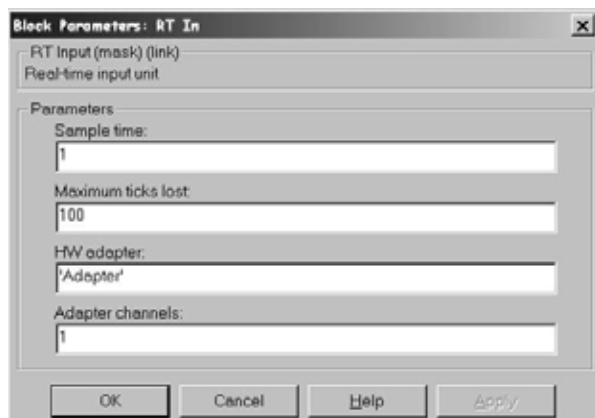 Block Parameters: RT In
RT Input (mask) (link)
Real-time input unit
Parameters
Sample time:
1
Maximum ticks lost:
100
HW adapter:
'Adapter'
Adapter channels:
1
OK Cancel Help Apply